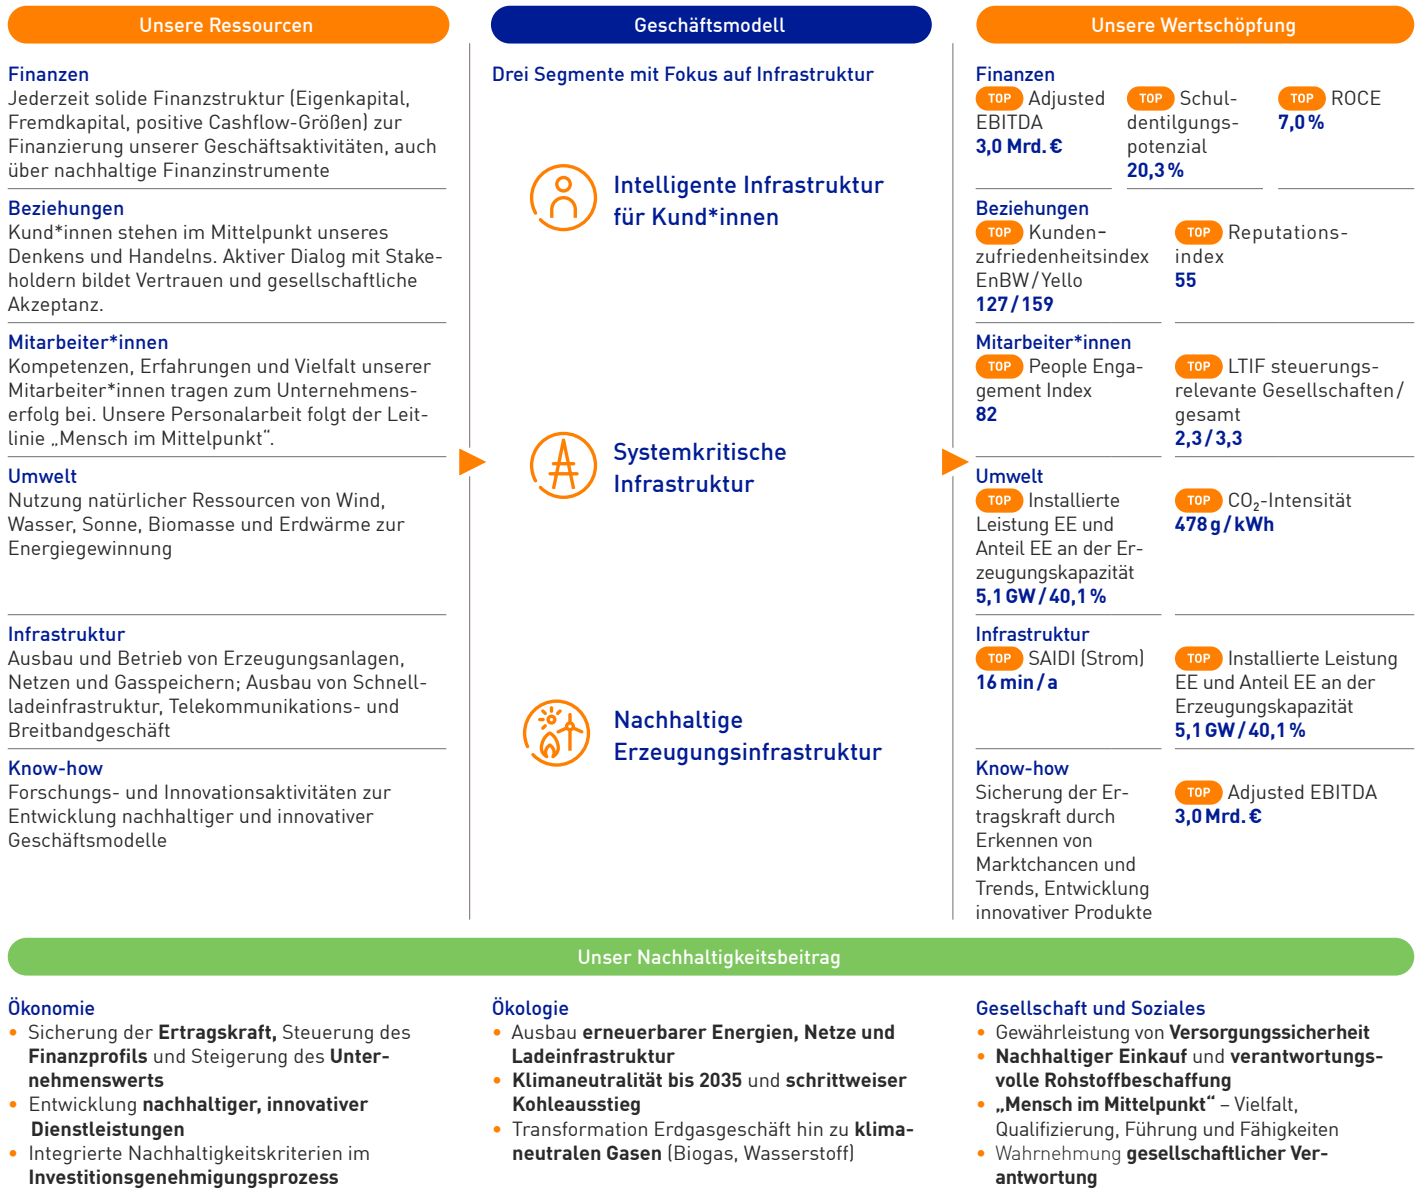 Unsere Ressourcen
Finanzen
Jederzeit solide Finanzstruktur (Eigenkapital,
Fremdkapital, positive Cashflow-Größen) zur
Finanzierung unserer Geschäftsaktivitäten, auch
über nachhaltige Finanzinstrumente
Beziehungen
Kund*innen stehen im Mittelpunkt unseres
Denkens und Handelns. Aktiver Dialog mit Stake-
holdern bildet Vertrauen und gesellschaftliche
Akzeptanz.
Mitarbeiter*innen
Kompetenzen, Erfahrungen und Vielfalt unserer
Mitarbeiter*innen tragen zum Unternehmens-
erfolg bei. Unsere Personalarbeit folgt der Leit-
linie „Mensch im Mittelpunkt“.
Umwelt
Nutzung natürlicher Ressourcen von Wind,
Wasser, Sonne, Biomasse und Erdwärme zur
Energiegewinnung
Infrastruktur
Ausbau und Betrieb von Erzeugungsanlagen,
Netzen und Gasspeichern; Ausbau von Schnell-
ladeinfrastruktur, Telekommunikations- und
Breitbandgeschäft
Know-how
Forschungs- und Innovationsaktivitäten zur
Entwicklung nachhaltiger und innovativer
Geschäftsmodelle
Geschäftsmodell
Drei Segmente mit Fokus auf Infrastruktur
Intelligente Infrastruktur
für Kund*innen
Systemkritische
Infrastruktur
Nachhaltige
Erzeugungsinfrastruktur
Unsere Wertschöpfung
Finanzen
TOP Adjusted
EBITDA
3,0 Mrd. €
TOP Schul-
dentilgungs-
potenzial
20,3 %
TOP ROCE
7,0 %
Beziehungen
TOP Kunden-
zufriedenheitsindex
EnBW / Yello
127 / 159
TOP Reputations-
index
55
Mitarbeiter*innen
TOP People Enga-
gement Index
82
TOP LTIF steuerungs-
relevante Gesellschaften /
gesamt
2,3 / 3,3
Umwelt
TOP Installierte
Leistung EE und
Anteil EE an der Er-
zeugungskapazität
5,1 GW / 40,1 %
TOP CO₂-Intensität
478 g / kWh
Infrastruktur
TOP SAIDI (Strom)
16 min / a
TOP Installierte Leistung
EE und Anteil EE an der
Erzeugungskapazität
5,1 GW / 40,1 %
Know-how
Sicherung der Er-
tragskraft durch
Erkennen von
Marktchancen und
Trends, Entwicklung
innovativer Produkte
TOP Adjusted EBITDA
3,0 Mrd. €
Unser Nachhaltigkeitsbeitrag
Ökonomie
• Sicherung der Ertragskraft, Steuerung des
Finanzprofils und Steigerung des Unter-
nehmenswerts
• Entwicklung nachhaltiger, innovativer
Dienstleistungen
• Integrierte Nachhaltigkeitskriterien im
Investitionsgenehmigungsprozess
Ökologie
• Ausbau erneuerbarer Energien, Netze und
Ladeinfrastruktur
• Klimaneutralität bis 2035 und schrittweiser
Kohleausstieg
• Transformation Erdgasgeschäft hin zu klima-
neutralen Gasen (Biogas, Wasserstoff)
Gesellschaft und Soziales
• Gewährleistung von Versorgungssicherheit
• Nachhaltiger Einkauf und verantwortungs-
volle Rohstoffbeschaffung
• „Mensch im Mittelpunkt“ – Vielfalt,
Qualifizierung, Führung und Fähigkeiten
• Wahrnehmung gesellschaftlicher Ver-
antwortung